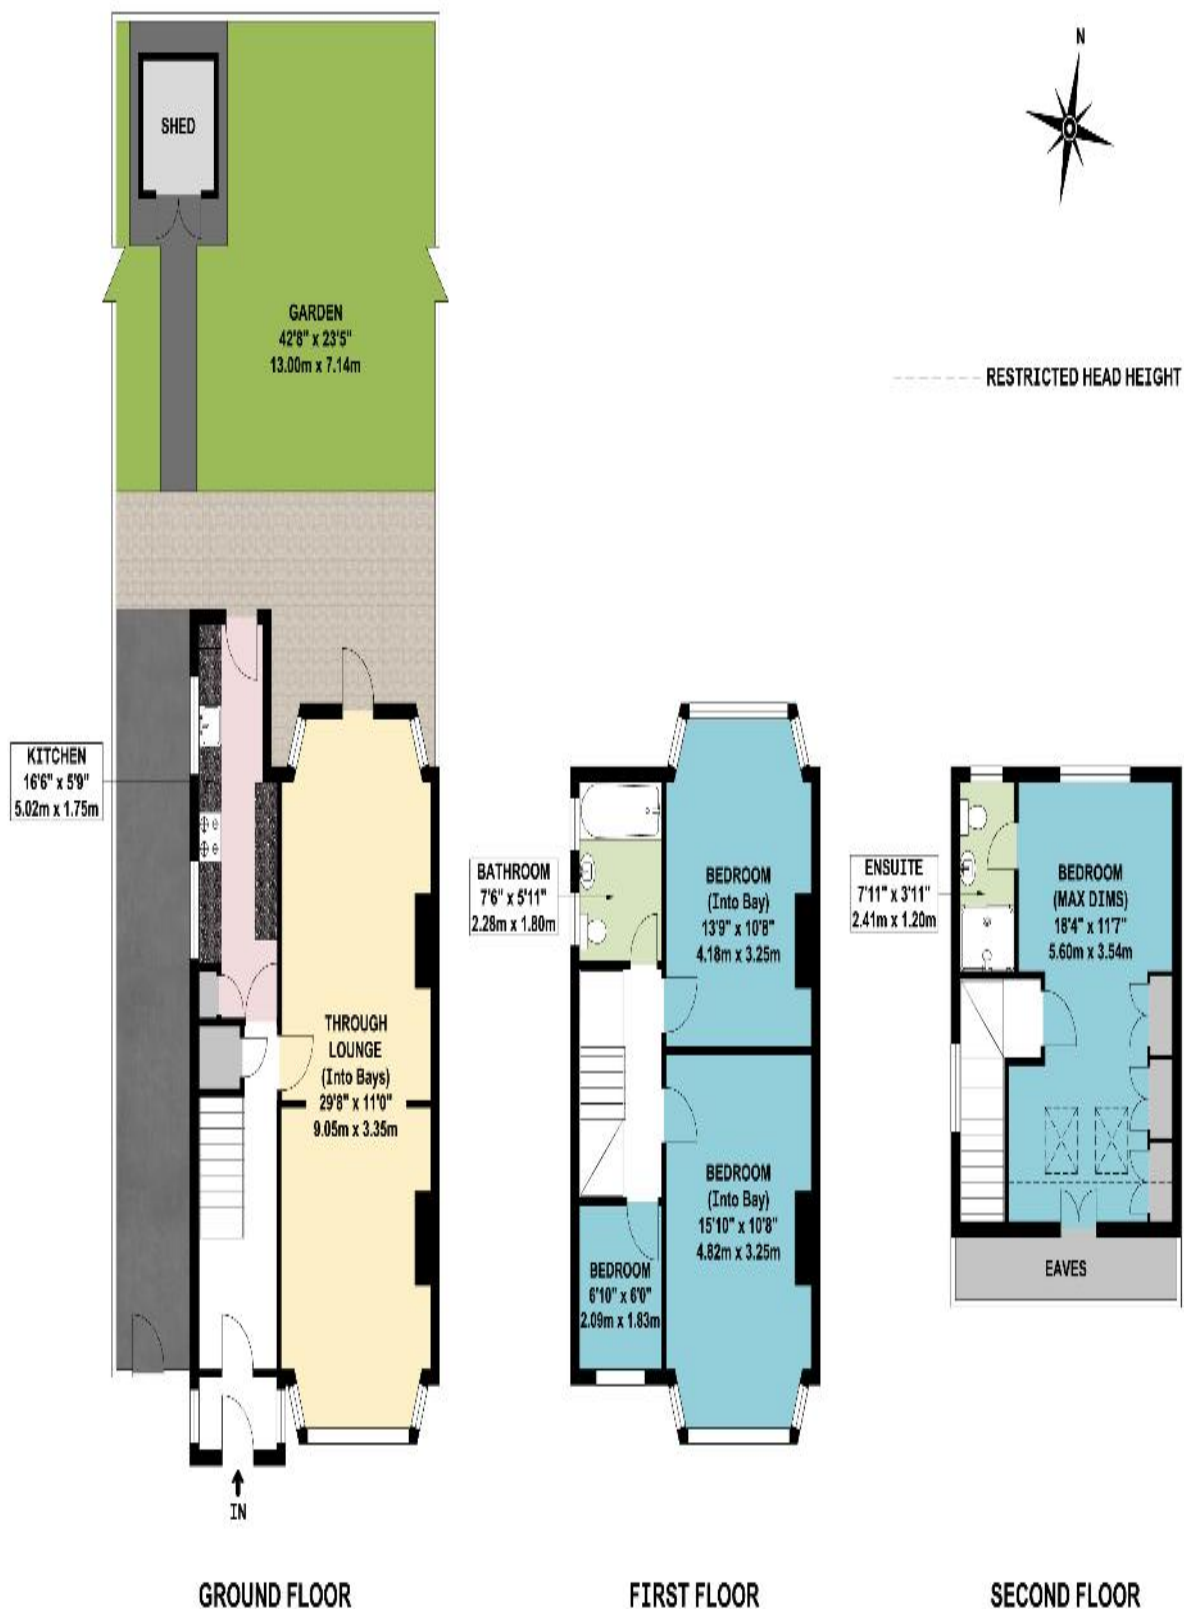 N
SHED
GARDEN
42'8" x 23'5"
13.00m x 7.14m
RESTRICTED HEAD HEIGHT
KITCHEN
16'6" x 5'9"
5.02m x 1.75m
THROUGH
LOUNGE
(Into Bays)
29'8" x 11'0"
9.05m x 3.35m
IN
GROUND FLOOR
BATHROOM
7'6" x 5'11"
2.28m x 1.80m
BEDROOM
(Into Bay)
13'9" x 10'8"
4.18m x 3.25m
BEDROOM
(Into Bay)
15'10" x 10'8"
4.82m x 3.25m
BEDROOM
6'10" x 6'0"
2.09m x 1.83m
FIRST FLOOR
ENSUITE
7'11" x 3'11"
2.41m x 1.20m
BEDROOM
(MAX DIMS)
18'4" x 11'7"
5.60m x 3.54m
EAVES
SECOND FLOOR